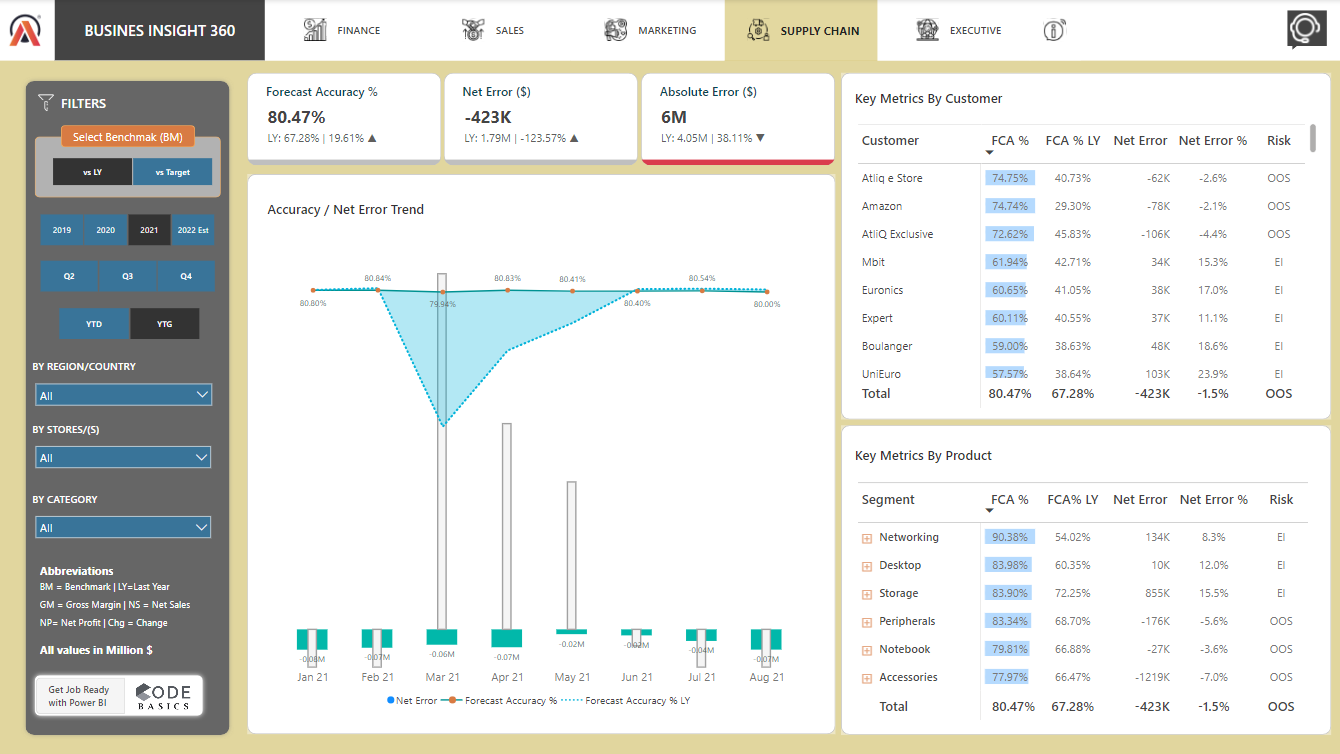 BUSINES INSIGHT 360
FINANCE
SALES
MARKETING
SUPPLY CHAIN
EXECUTIVE
FILTERS
Select Benchmak (BM)
vs LY vs Target
2019 2020 2021 2022 Est
Q2 Q3 Q4
YTD YTG
BY REGION/COUNTRY
All
BY STORES/(S)
All
BY CATEGORY
All
Abbreviations
BM = Benchmark | LY=Last Year
GM = Gross Margin | NS = Net Sales
NP= Net Profit | Chg = Change
All values in Million $
Get Job Ready
with Power BI
CODE
BASICS
Forecast Accuracy %
80.47%
LY: 67.28% | 19.61% ▲
Net Error ($)
-423K
LY: 1.79M | -123.57% ▲
Absolute Error ($)
6M
LY: 4.05M | 38.11% ▼
Accuracy / Net Error Trend
80.84% 80.83% 80.41% 80.54%
80.80% 79.94% 80.40% 80.00%
-0.08M -0.07M -0.06M -0.07M -0.02M -0.02M -0.04M -0.07M
Jan 21 Feb 21 Mar 21 Apr 21 May 21 Jun 21 Jul 21 Aug 21
Net Error Forecast Accuracy % Forecast Accuracy % LY
Key Metrics By Customer
Customer FCA % FCA % LY Net Error Net Error % Risk
Atliq e Store 74.75% 40.73% -62K -2.6% OOS
Amazon 74.74% 29.30% -78K -2.1% OOS
AtliQ Exclusive 72.62% 45.83% -106K -4.4% OOS
Mbit 61.94% 42.71% 34K 15.3% EI
Euronics 60.65% 41.05% 38K 17.0% EI
Expert 60.11% 40.55% 37K 11.1% EI
Boulanger 59.00% 38.63% 48K 18.6% EI
UniEuro 57.57% 38.64% 103K 23.9% EI
Total 80.47% 67.28% -423K -1.5% OOS
Key Metrics By Product
Segment FCA % FCA% LY Net Error Net Error % Risk
Networking 90.38% 54.02% 134K 8.3% EI
Desktop 83.98% 60.35% 10K 12.0% EI
Storage 83.90% 72.25% 855K 15.5% EI
Peripherals 83.34% 68.70% -176K -5.6% OOS
Notebook 79.81% 66.88% -27K -3.6% OOS
Accessories 77.97% 66.47% -1219K -7.0% OOS
Total 80.47% 67.28% -423K -1.5% OOS